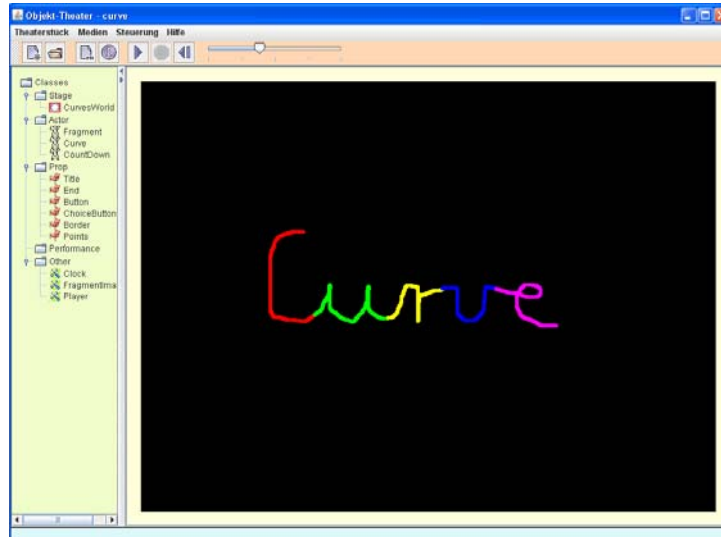 Objekt-Theater - curve
Theaterstück Medien Steuerung Hilfe
Classes
Stage
CurvesWorld
Actor
Fragment
Curve
CountDown
Prop
Title
End
Button
ChoiceButton
Border
Points
Performance
Other
Clock
FragmentIma
Player
Curve